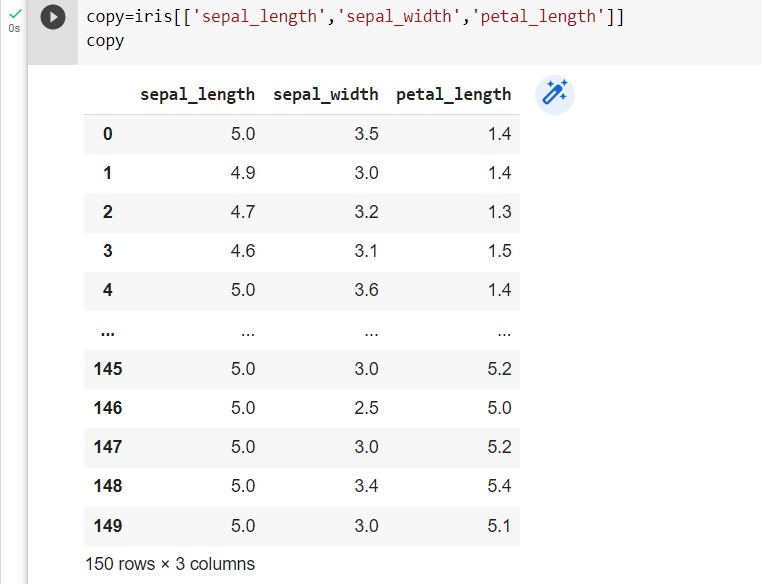 0s
copy=iris[['sepal_length','sepal_width','petal_length']]
copy
sepal_length sepal_width petal_length
0 5.0 3.5 1.4
1 4.9 3.0 1.4
2 4.7 3.2 1.3
3 4.6 3.1 1.5
4 5.0 3.6 1.4
... ... ... ...
145 5.0 3.0 5.2
146 5.0 2.5 5.0
147 5.0 3.0 5.2
148 5.0 3.4 5.4
149 5.0 3.0 5.1
150 rows × 3 columns